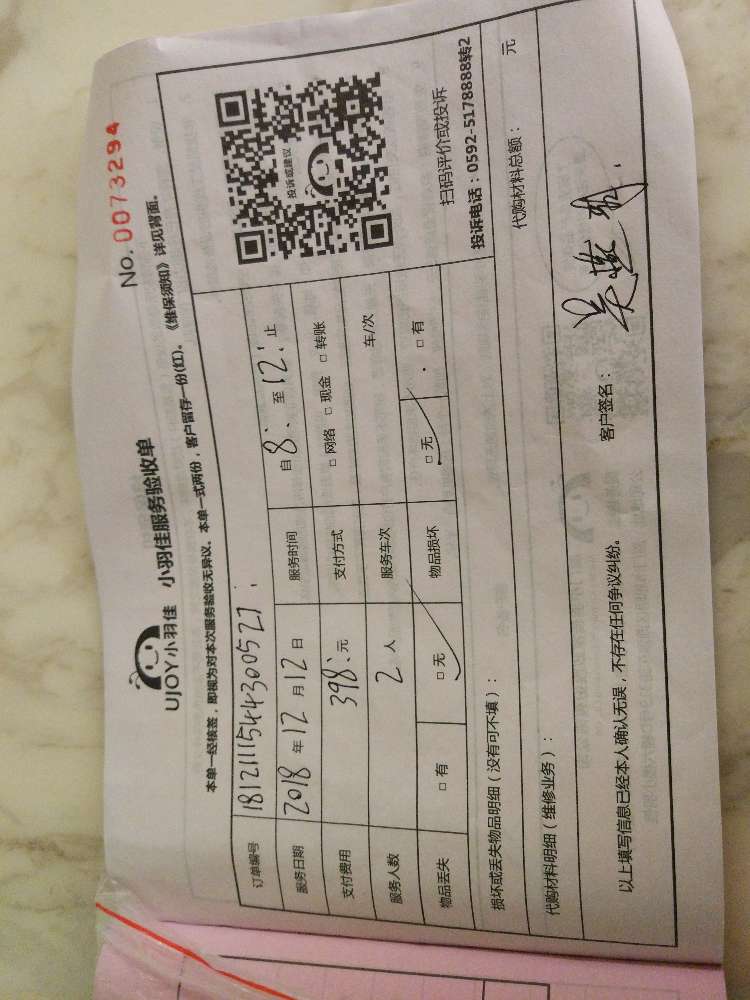 No. 0073294
UJOY小羽佳 小羽佳服务验收单
本单一经核签，即视为对本次服务验收无异议。本单一式两份，客户留存一份(红)。《维保须知》详见背面。
订单编号 1812111544300527
服务日期 2018 年 12 月 12 日 服务时间 自 8: 至 12: 止
支付费用 398: 元 支付方式 □ 网络 □ 现金 □ 转账
服务人数 2 人 服务车次 车/次
物品丢失 □ 有 □ 无 物品损坏 □ 无 □ 有
投诉或建议
扫码评价或投诉
投诉电话：0592-5178888转2
损坏或丢失物品明细（没有可不填）：
代购材料明细（维修业务）： 代购材料总额： 元
以上填写信息已经本人确认无误，不存在任何争议纠纷。 客户签名：